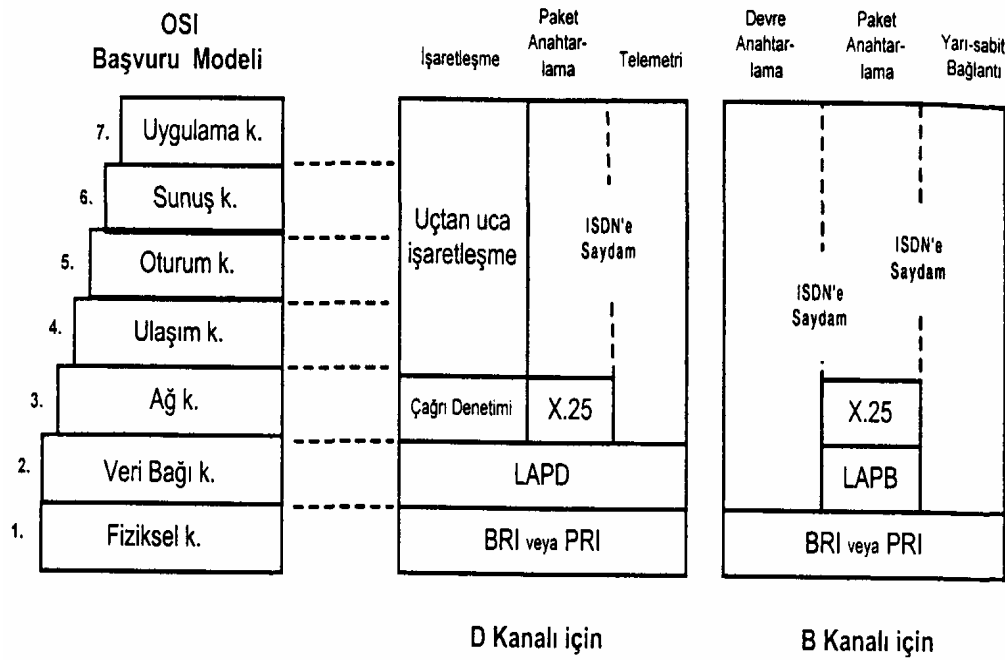 OSI
Başvuru Modeli
7. Uygulama k.
6. Sunuş k.
5. Oturum k.
4. Ulaşım k.
3. Ağ k.
2. Veri Bağı k.
1. Fiziksel k.
İşaretleşme
Paket
Anahtar-
lama
Telemetri
Uçtan uca
işaretleşme
ISDN'e
Saydam
Çağrı Denetimi
X.25
LAPD
BRI veya PRI
D Kanalı için
Devre
Anahtar-
lama
Paket
Anahtar-
lama
Yarı-sabit
Bağlantı
ISDN'e
Saydam
ISDN'e
Saydam
X.25
LAPB
BRI veya PRI
B Kanalı için